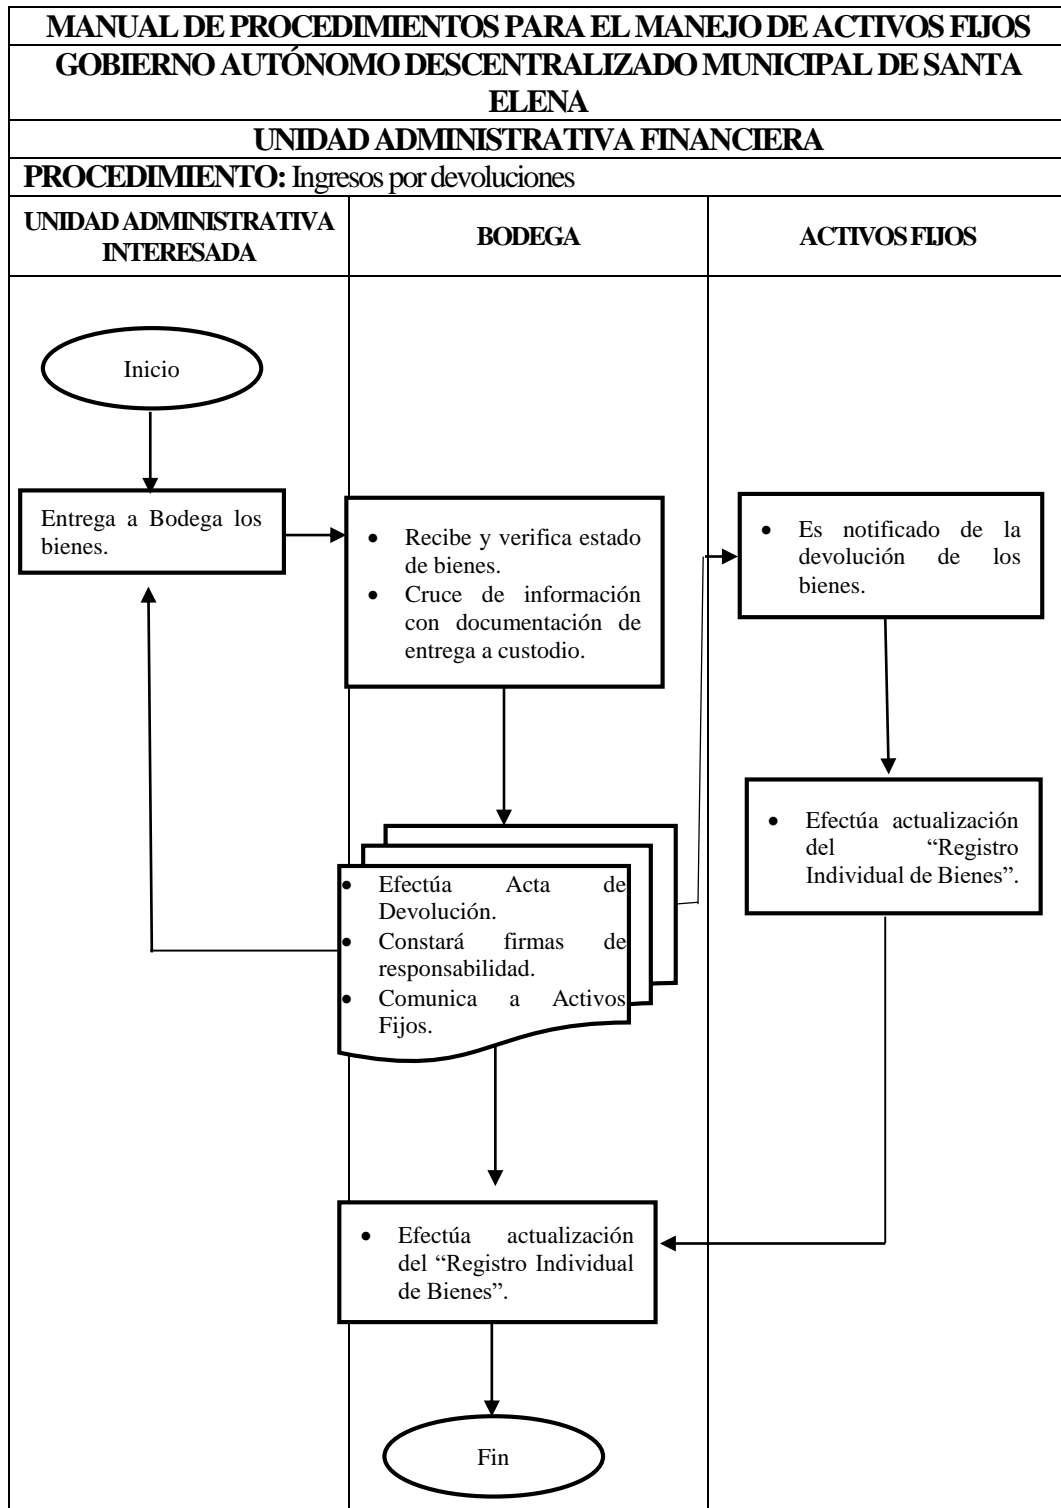 MANUAL DE PROCEDIMIENTOS PARA EL MANEJO DE ACTIVOS FIJOS
GOBIERNO AUTÓNOMO DESCENTRALIZADO MUNICIPAL DE SANTA
ELENA
UNIDAD ADMINISTRATIVA FINANCIERA
PROCEDIMIENTO: Ingresos por devoluciones
UNIDAD ADMINISTRATIVA
INTERESADA
BODEGA
ACTIVOS FIJOS
Inicio
Entrega a Bodega los
bienes.
• Recibe y verifica estado
de bienes.
• Cruce de información
con documentación de
entrega a custodio.
• Es notificado de la
devolución de los
bienes.
• Efectúa actualización
del “Registro
Individual de Bienes”.
• Efectúa Acta de
Devolución.
• Constará firmas de
responsabilidad.
• Comunica a Activos
Fijos.
• Efectúa actualización
del “Registro Individual
de Bienes”.
Fin